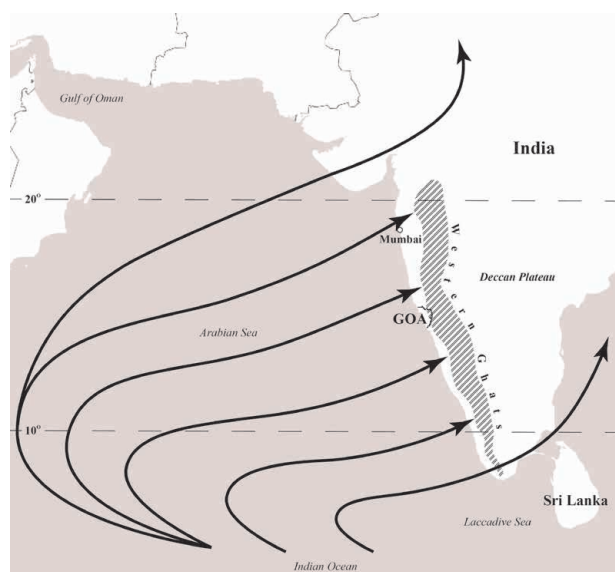 Gulf of Oman
India
20°
Mumbai
Western Ghats
Deccan Plateau
GOA
Arabian Sea
10°
Sri Lanka
Laccadive Sea
Indian Ocean